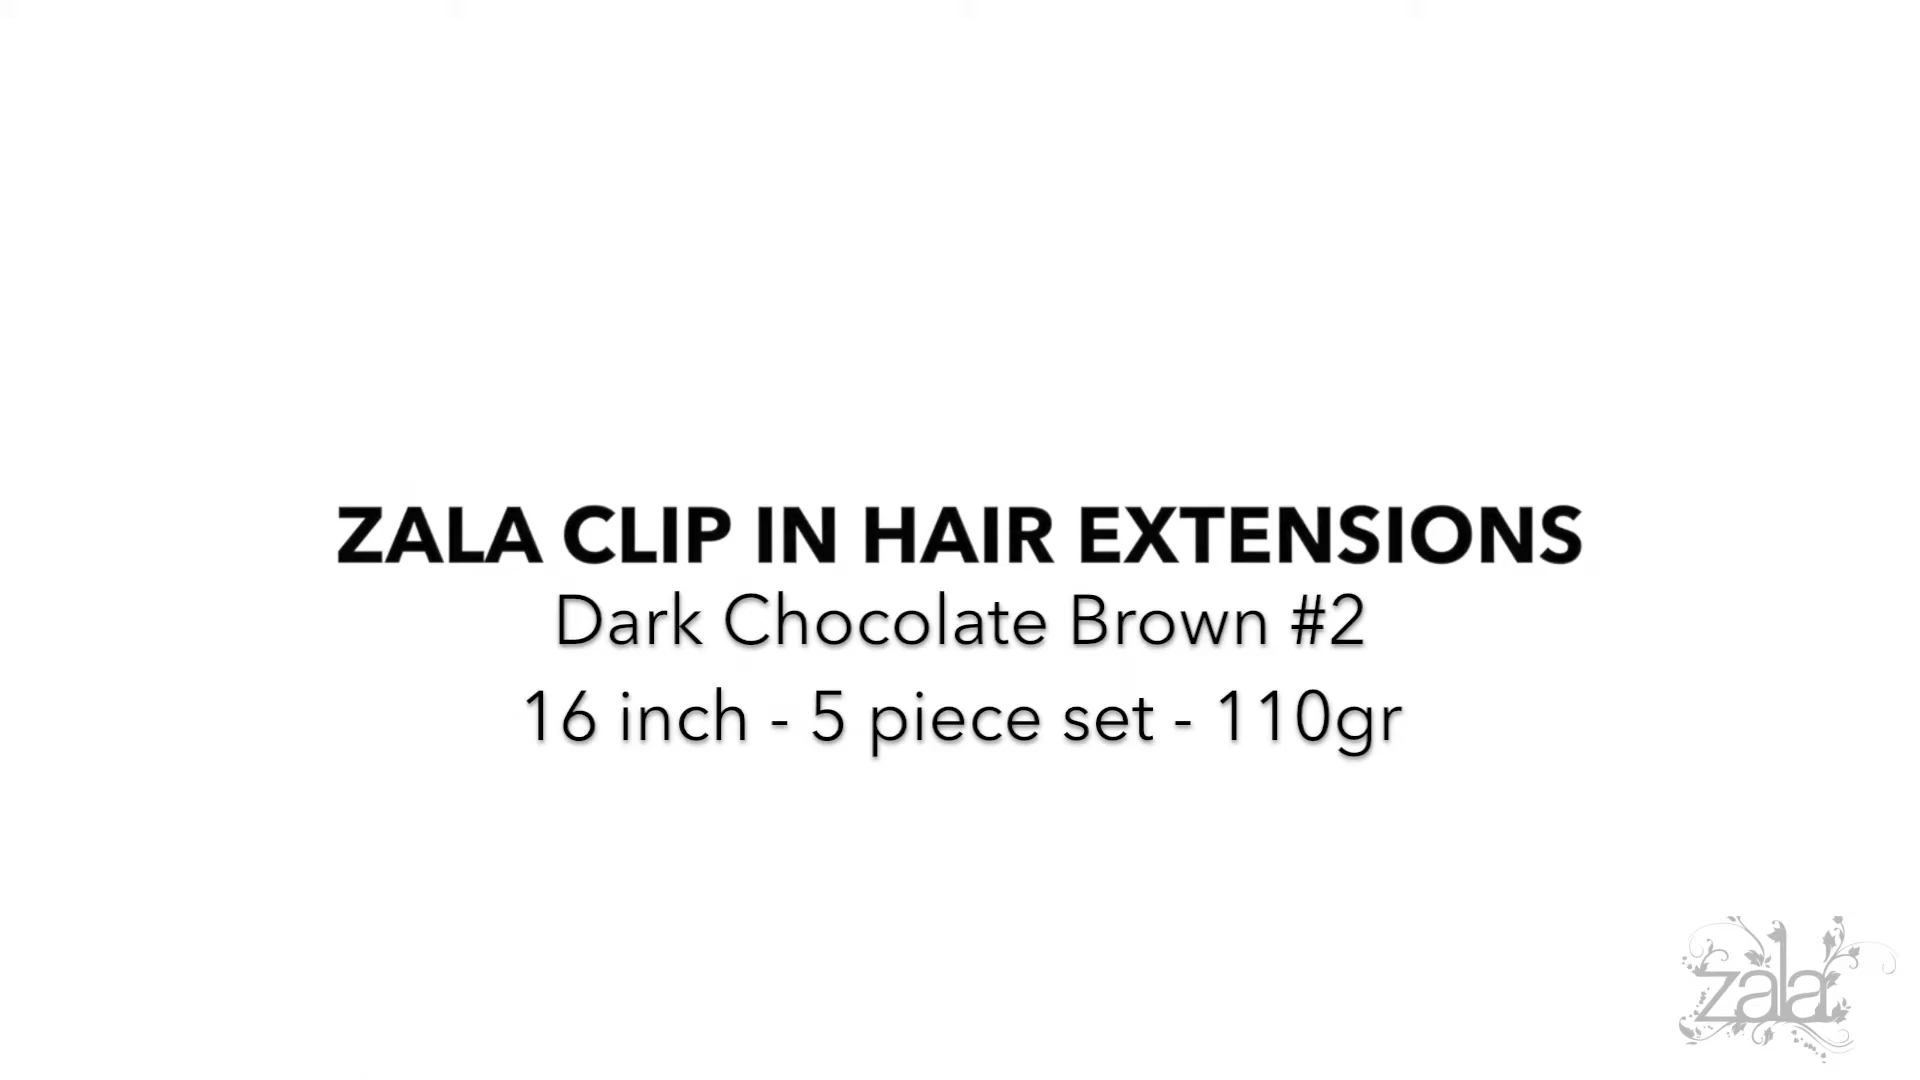 ZALA CLIP IN HAIR EXTENSIONS
Dark Chocolate Brown #2
16 inch - 5 piece set - 110gr
zala